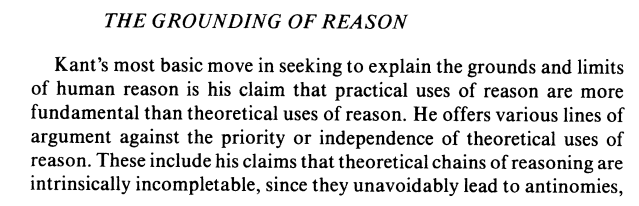 THE GROUNDING OF REASON
Kant's most basic move in seeking to explain the grounds and limits
of human reason is his claim that practical uses of reason are more
fundamental than theoretical uses of reason. He offers various lines of
argument against the priority or independence of theoretical uses of
reason. These include his claims that theoretical chains of reasoning are
intrinsically incompletable, since they unavoidably lead to antinomies,